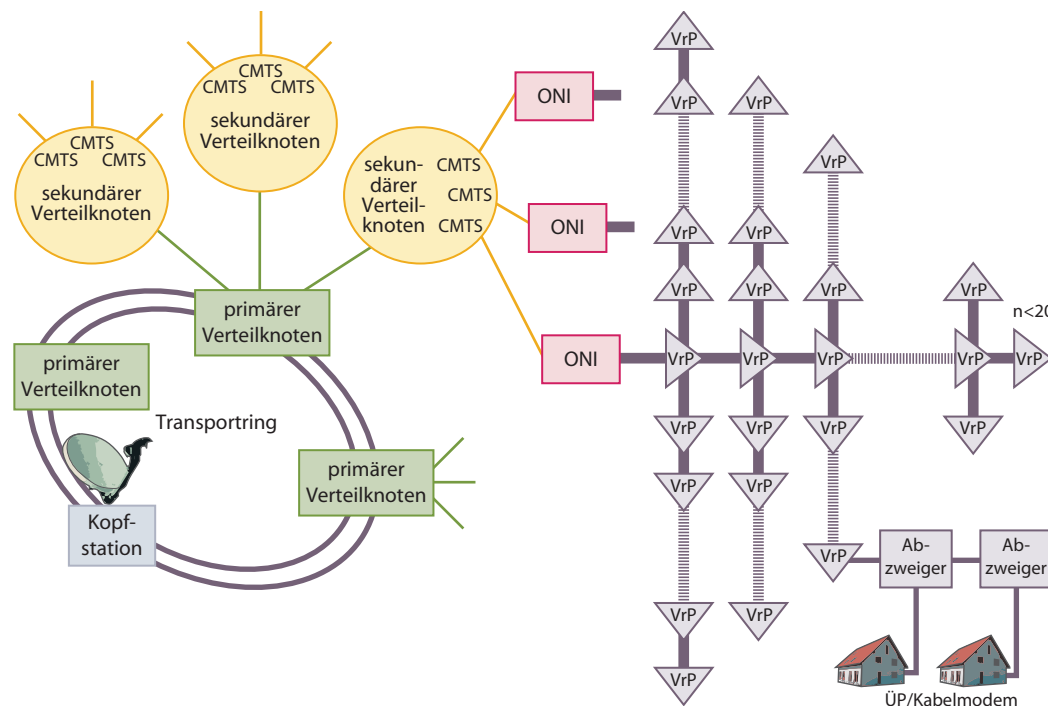 CMTS
CMTS CMTS
sekundärer
Verteilknoten
CMTS
CMTS CMTS
sekundärer
Verteilknoten
sekun-
därer
Verteil-
knoten
CMTS
CMTS
CMTS
ONI
ONI
ONI
primärer
Verteilknoten
primärer
Verteilknoten
Transportring
primärer
Verteilknoten
Kopf-
station
VrP
VrP VrP
VrP
VrP VrP
VrP VrP VrP VrP
n<20
VrP VrP VrP VrP VrP
VrP VrP VrP VrP
VrP VrP
VrP
VrP VrP
VrP
Ab-
zweiger
Ab-
zweiger
ÜP/Kabelmodem